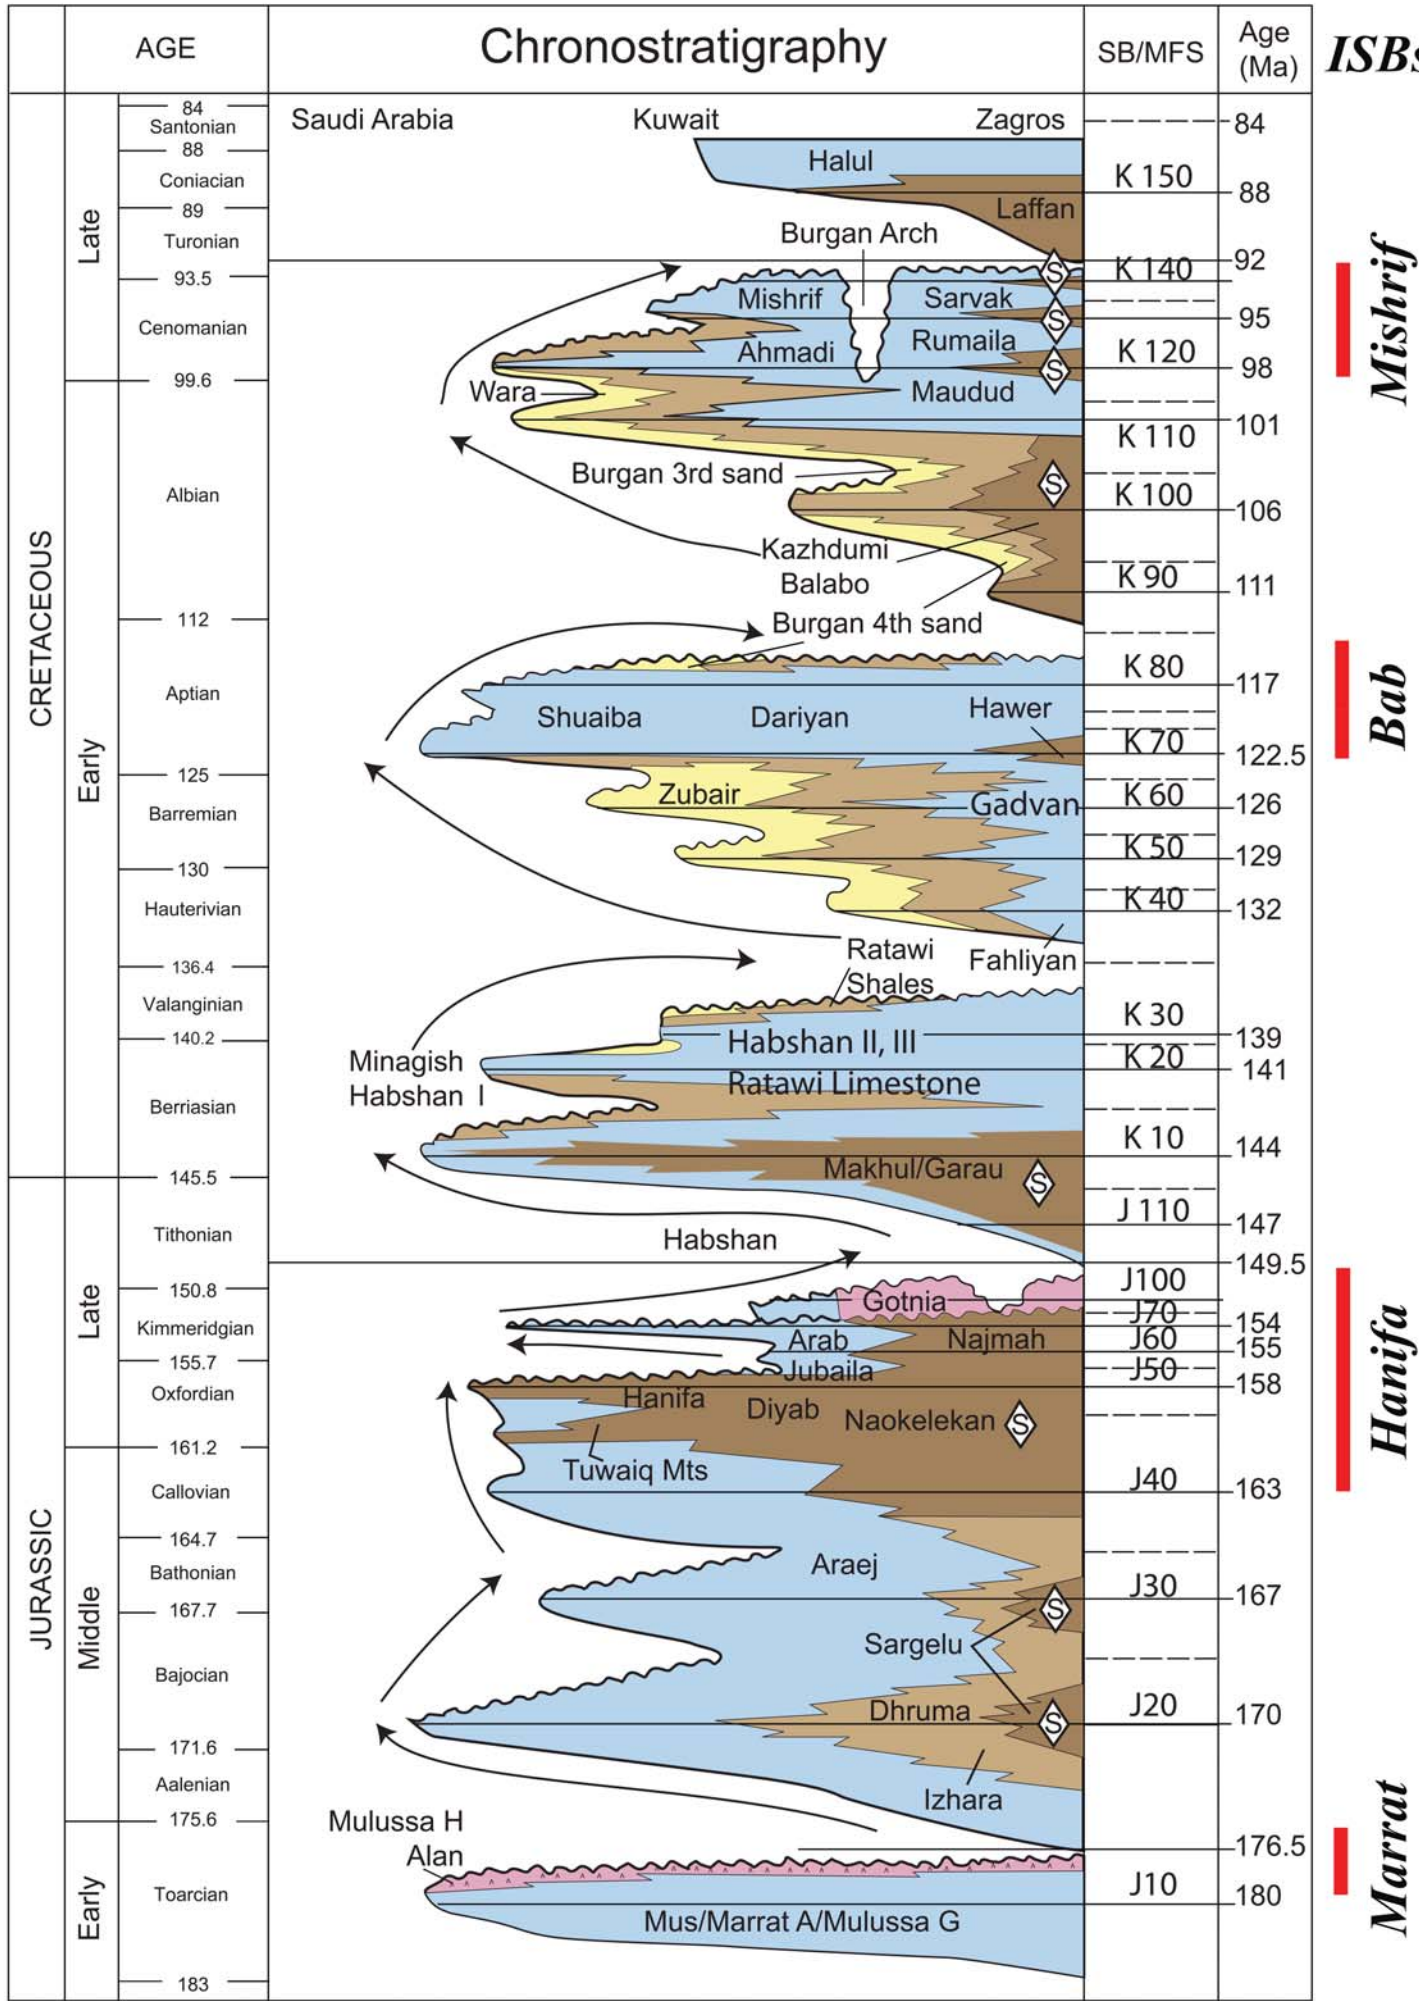 AGE
Chronostratigraphy
SB/MFS
Age
(Ma)
ISBs
CRETACEOUS
Late
Early
84
Santonian
88
Coniacian
89
Turonian
93.5
Cenomanian
99.6
Albian
112
Aptian
125
Barremian
130
Hauterivian
136.4
Valanginian
140.2
Berriasian
145.5
JURASSIC
Late
Middle
Early
Tithonian
150.8
Kimmeridgian
155.7
Oxfordian
161.2
Callovian
164.7
Bathonian
167.7
Bajocian
171.6
Aalenian
175.6
Toarcian
183
Saudi Arabia
Kuwait
Zagros
Halul
Laffan
Burgan Arch
S
Mishrif
Sarvak
S
Ahmadi
Rumaila
S
Wara
Maudud
Burgan 3rd sand
S
Kazhdumi
Balabo
Burgan 4th sand
Shuaiba
Dariyan
Hawer
Zubair
Gadvan
Ratawi
Shales
Fahliyan
Minagish
Habshan I
Habshan II, III
Ratawi Limestone
Makhul/Garau
S
Habshan
Gotnia
Arab
Najmah
Jubaila
Hanifa
Diyab
Naokelekan
S
Tuwaiq Mts
Araej
S
Sargelu
Dhruma
S
Izhara
Mulussa H
Alan
Mus/Marrat A/Mulussa G
K 150
K 140
K 120
K 110
K 100
K 90
K 80
K 70
K 60
K 50
K 40
K 30
K 20
K 10
J 110
J100
J70
J60
J50
J40
J30
J20
J10
84
88
92
95
98
101
106
111
117
122.5
126
129
132
139
141
144
147
149.5
154
155
158
163
167
170
176.5
180
Mishrif
Bab
Hanifa
Marrat